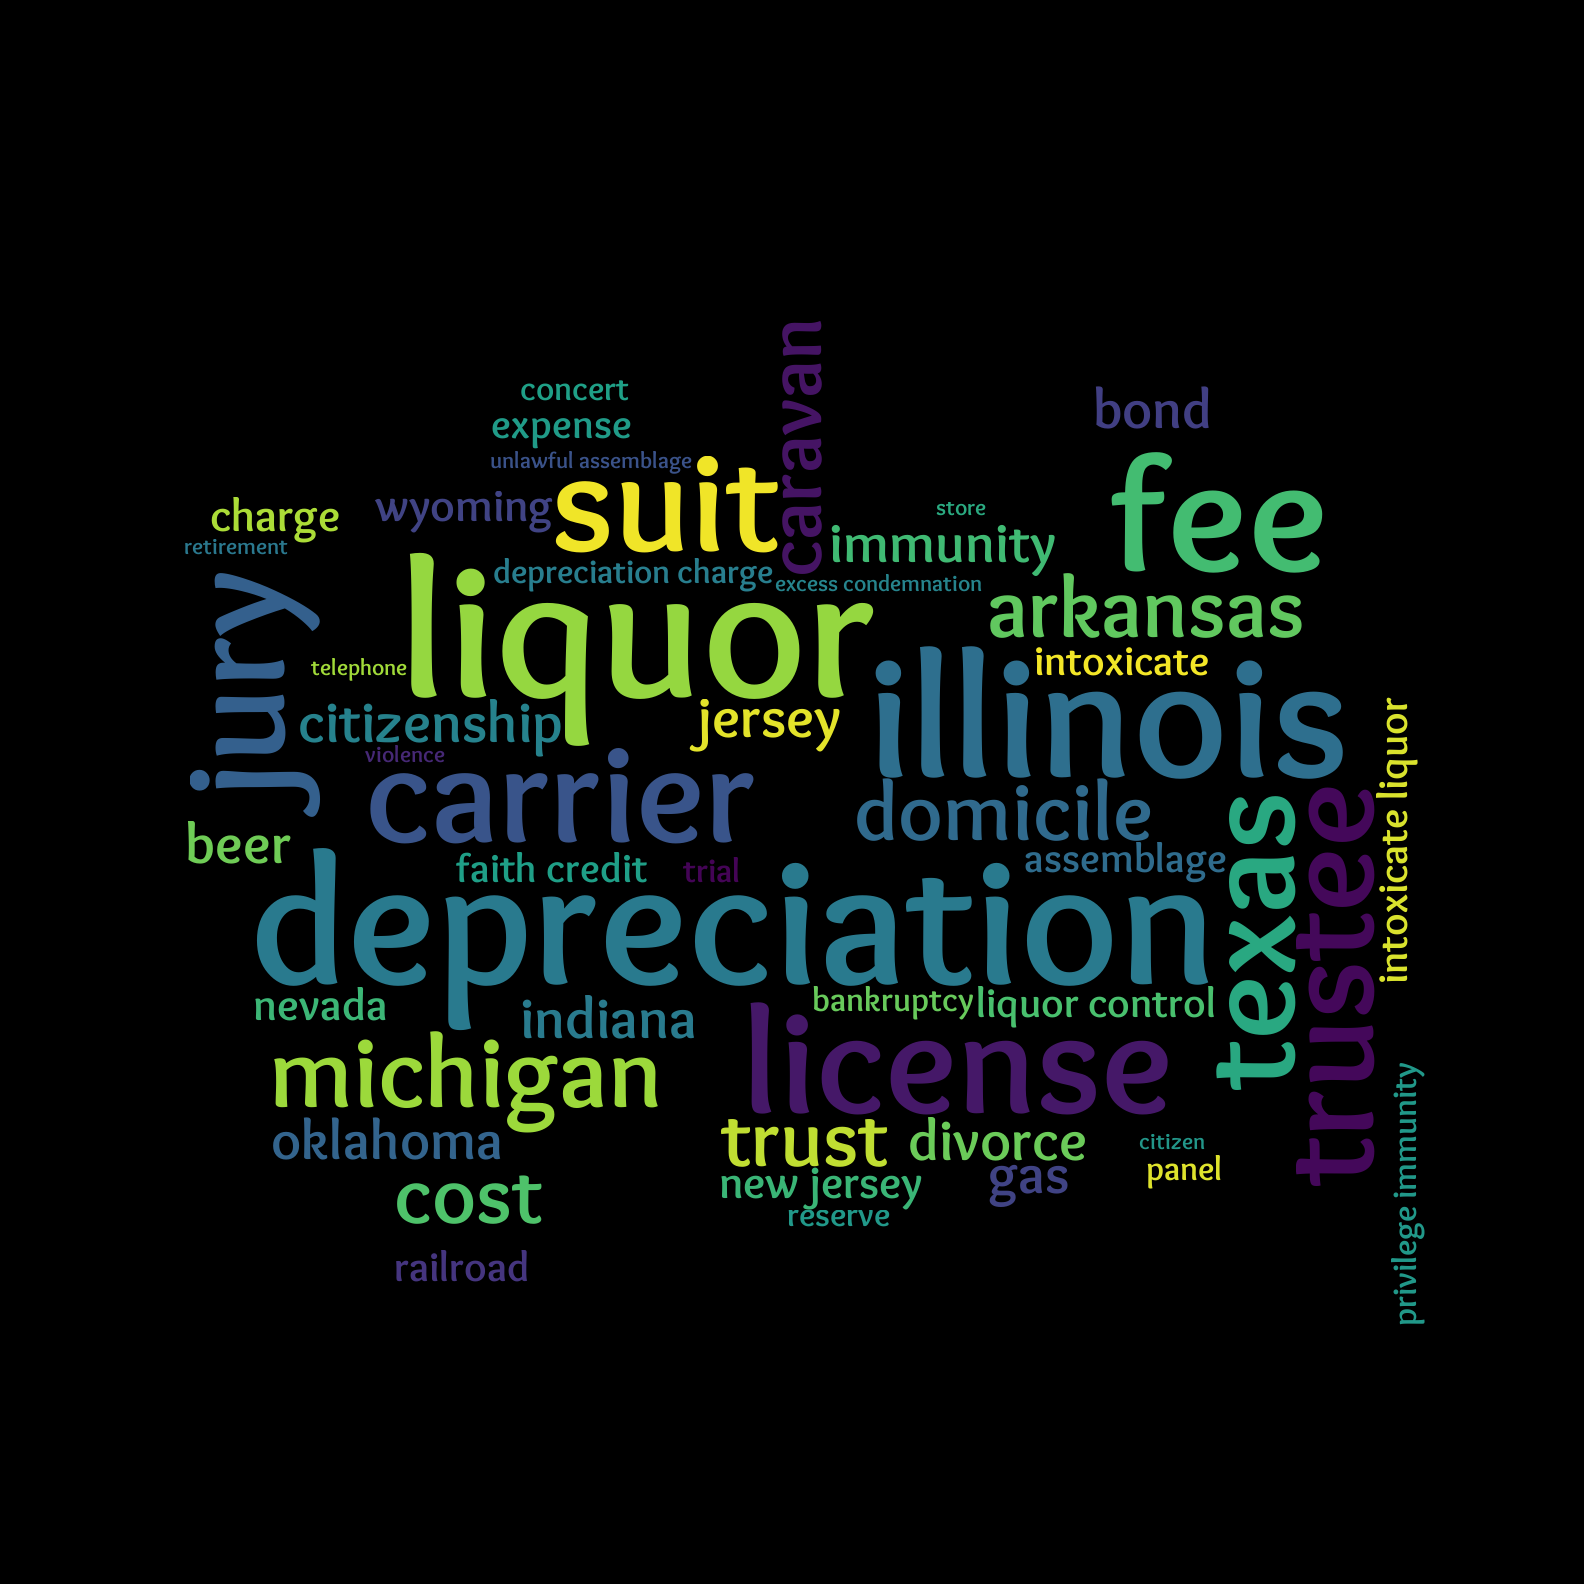 caravan
concert
bond
expense
unlawful assemblage
suit
fee
wyoming
charge
store
immunity
retirement
depreciation charge
excess condemnation
liquor
arkansas
jury
telephone
intoxicate
illinois
citizenship
jersey
intoxicate liquor
violence
carrier
domicile
texas
trustee
beer
faith credit
trial
assemblage
depreciation
nevada
indiana
bankruptcy
liquor control
michigan
license
privilege immunity
oklahoma
trust
divorce
citizen
panel
cost
new jersey
gas
reserve
railroad